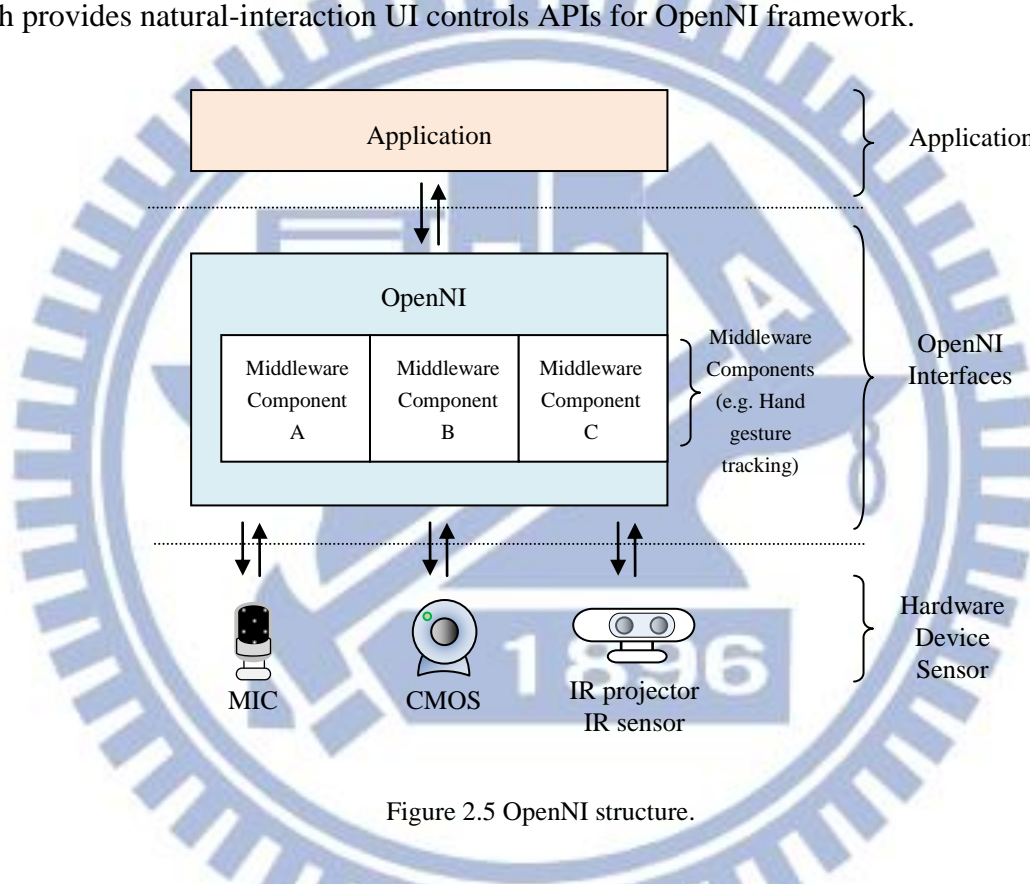 provides natural-interaction UI controls APIs for OpenNI framework.
Application
Application
OpenNI
Middleware
Component
A
Middleware
Component
B
Middleware
Component
C
Middleware
Components
(e.g. Hand
gesture
tracking)
OpenNI
Interfaces
A
MIC
CMOS
IR projector
IR sensor
Hardware
Device
Sensor
1896
Figure 2.5 OpenNI structure.